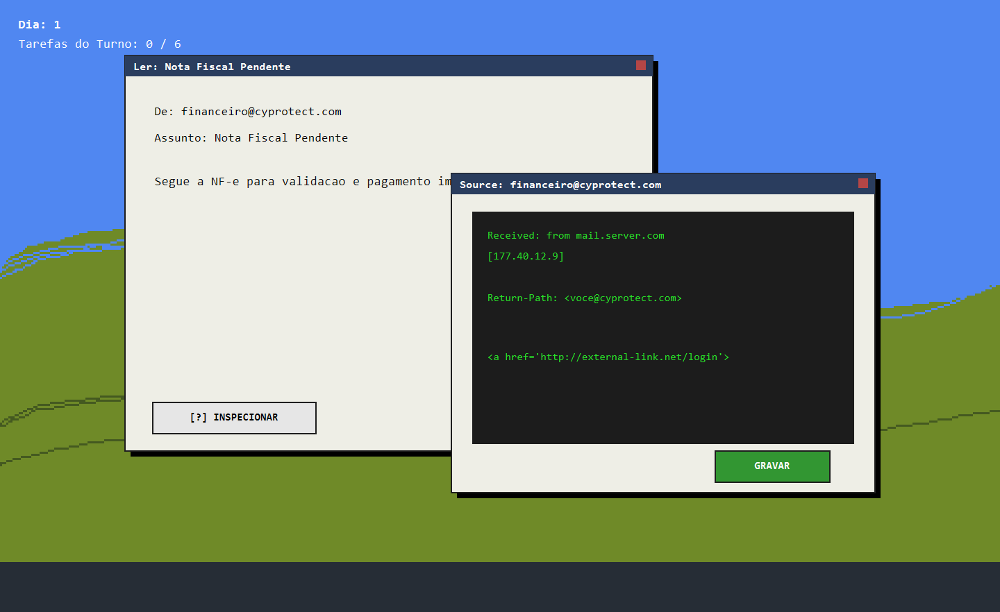 Dia: 1
Tarefas do Turno: 0 / 6
Ler: Nota Fiscal Pendente
De: financeiro@cyprotect.com
Assunto: Nota Fiscal Pendente
Segue a NF-e para validacao e pagamento
[?] INSPECIONAR
Source: financeiro@cyprotect.com
Received: from mail.server.com
[177.40.12.9]
Return-Path: <voce@cyprotect.com>
<a href='http://external-link.net/login'>
GRAVAR